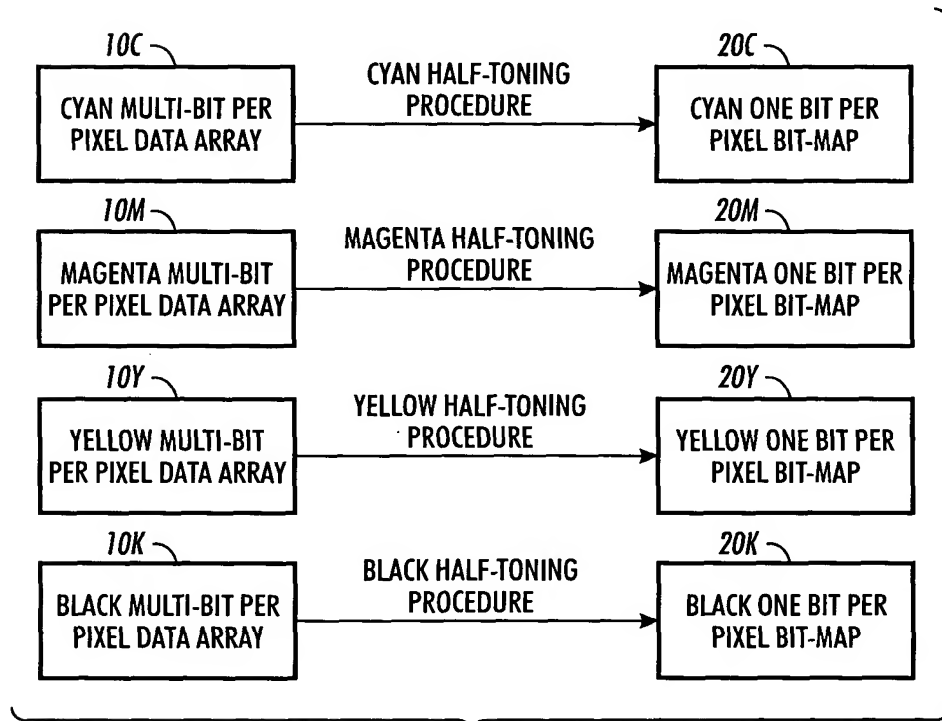 10C
20C
CYAN MULTI-BIT PER
PIXEL DATA ARRAY
CYAN HALF-TONING
PROCEDURE
CYAN ONE BIT PER
PIXEL BIT-MAP
10M
20M
MAGENTA MULTI-BIT
PER PIXEL DATA ARRAY
MAGENTA HALF-TONING
PROCEDURE
MAGENTA ONE BIT PER
PIXEL BIT-MAP
10Y
20Y
YELLOW MULTI-BIT
PER PIXEL DATA ARRAY
YELLOW HALF-TONING
PROCEDURE
YELLOW ONE BIT PER
PIXEL BIT-MAP
10K
20K
BLACK MULTI-BIT PER
PIXEL DATA ARRAY
BLACK HALF-TONING
PROCEDURE
BLACK ONE BIT PER
PIXEL BIT-MAP